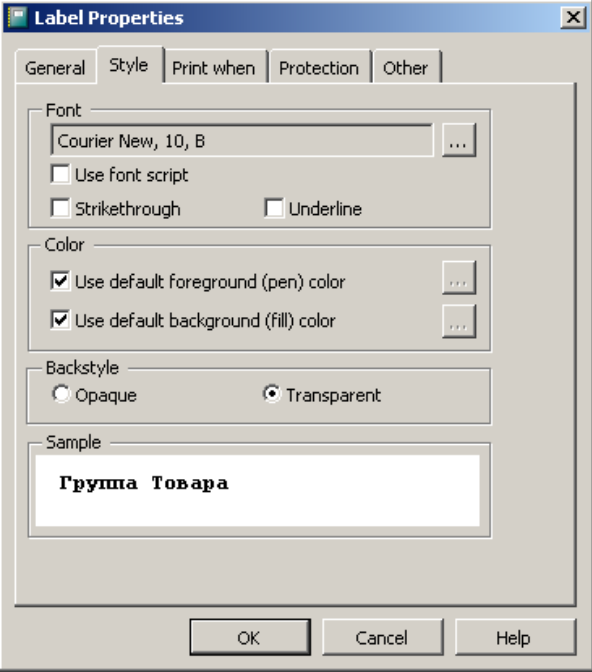 Label Properties
General Style Print when Protection Other
Font
Courier New, 10, B
...
Use font script
Strikethrough Underline
Color
Use default foreground (pen) color
...
Use default background (fill) color
...
Backstyle
Opaque Transparent
Sample
Группа Товара
OK Cancel Help